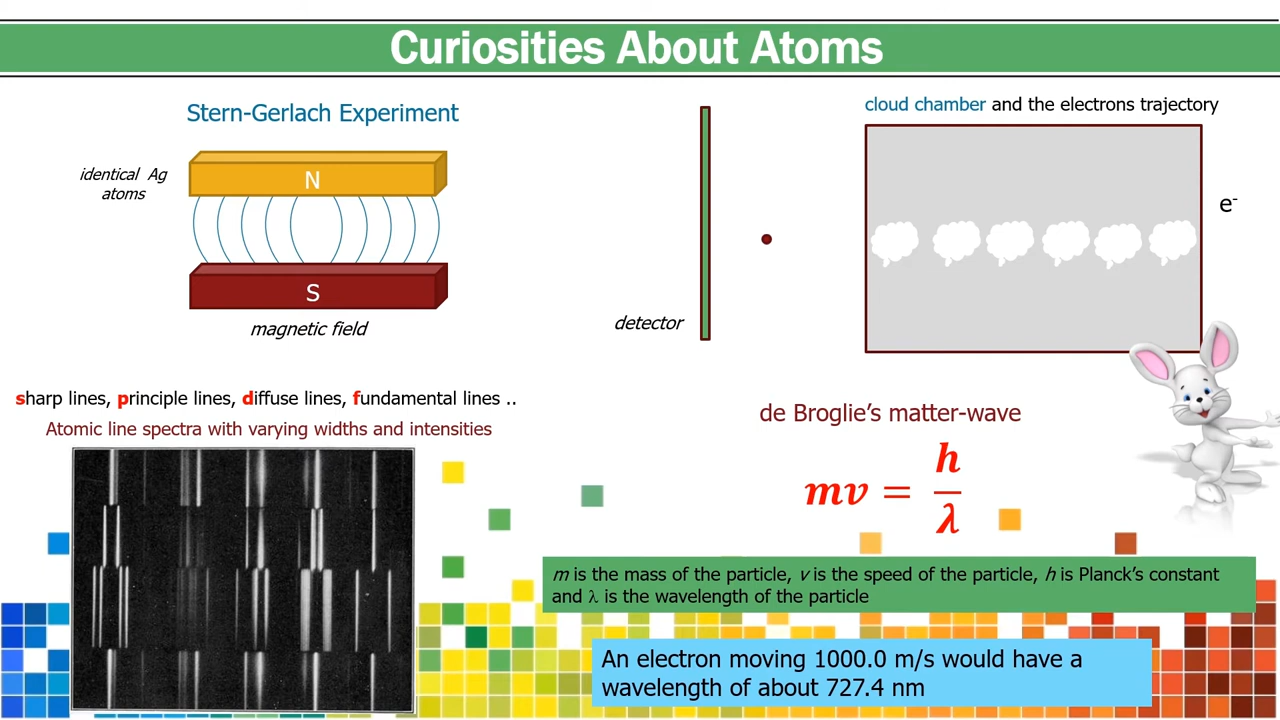 Curiosities About Atoms
Stern-Gerlach Experiment
identical Ag
atoms
N
S
magnetic field
detector
cloud chamber and the electrons trajectory
e⁻
sharp lines, principle lines, diffuse lines, fundamental lines ..
Atomic line spectra with varying widths and intensities
de Broglie's matter-wave
mv = h/λ
m is the mass of the particle, v is the speed of the particle, h is Planck's constant
and λ is the wavelength of the particle
An electron moving 1000.0 m/s would have a
wavelength of about 727.4 nm